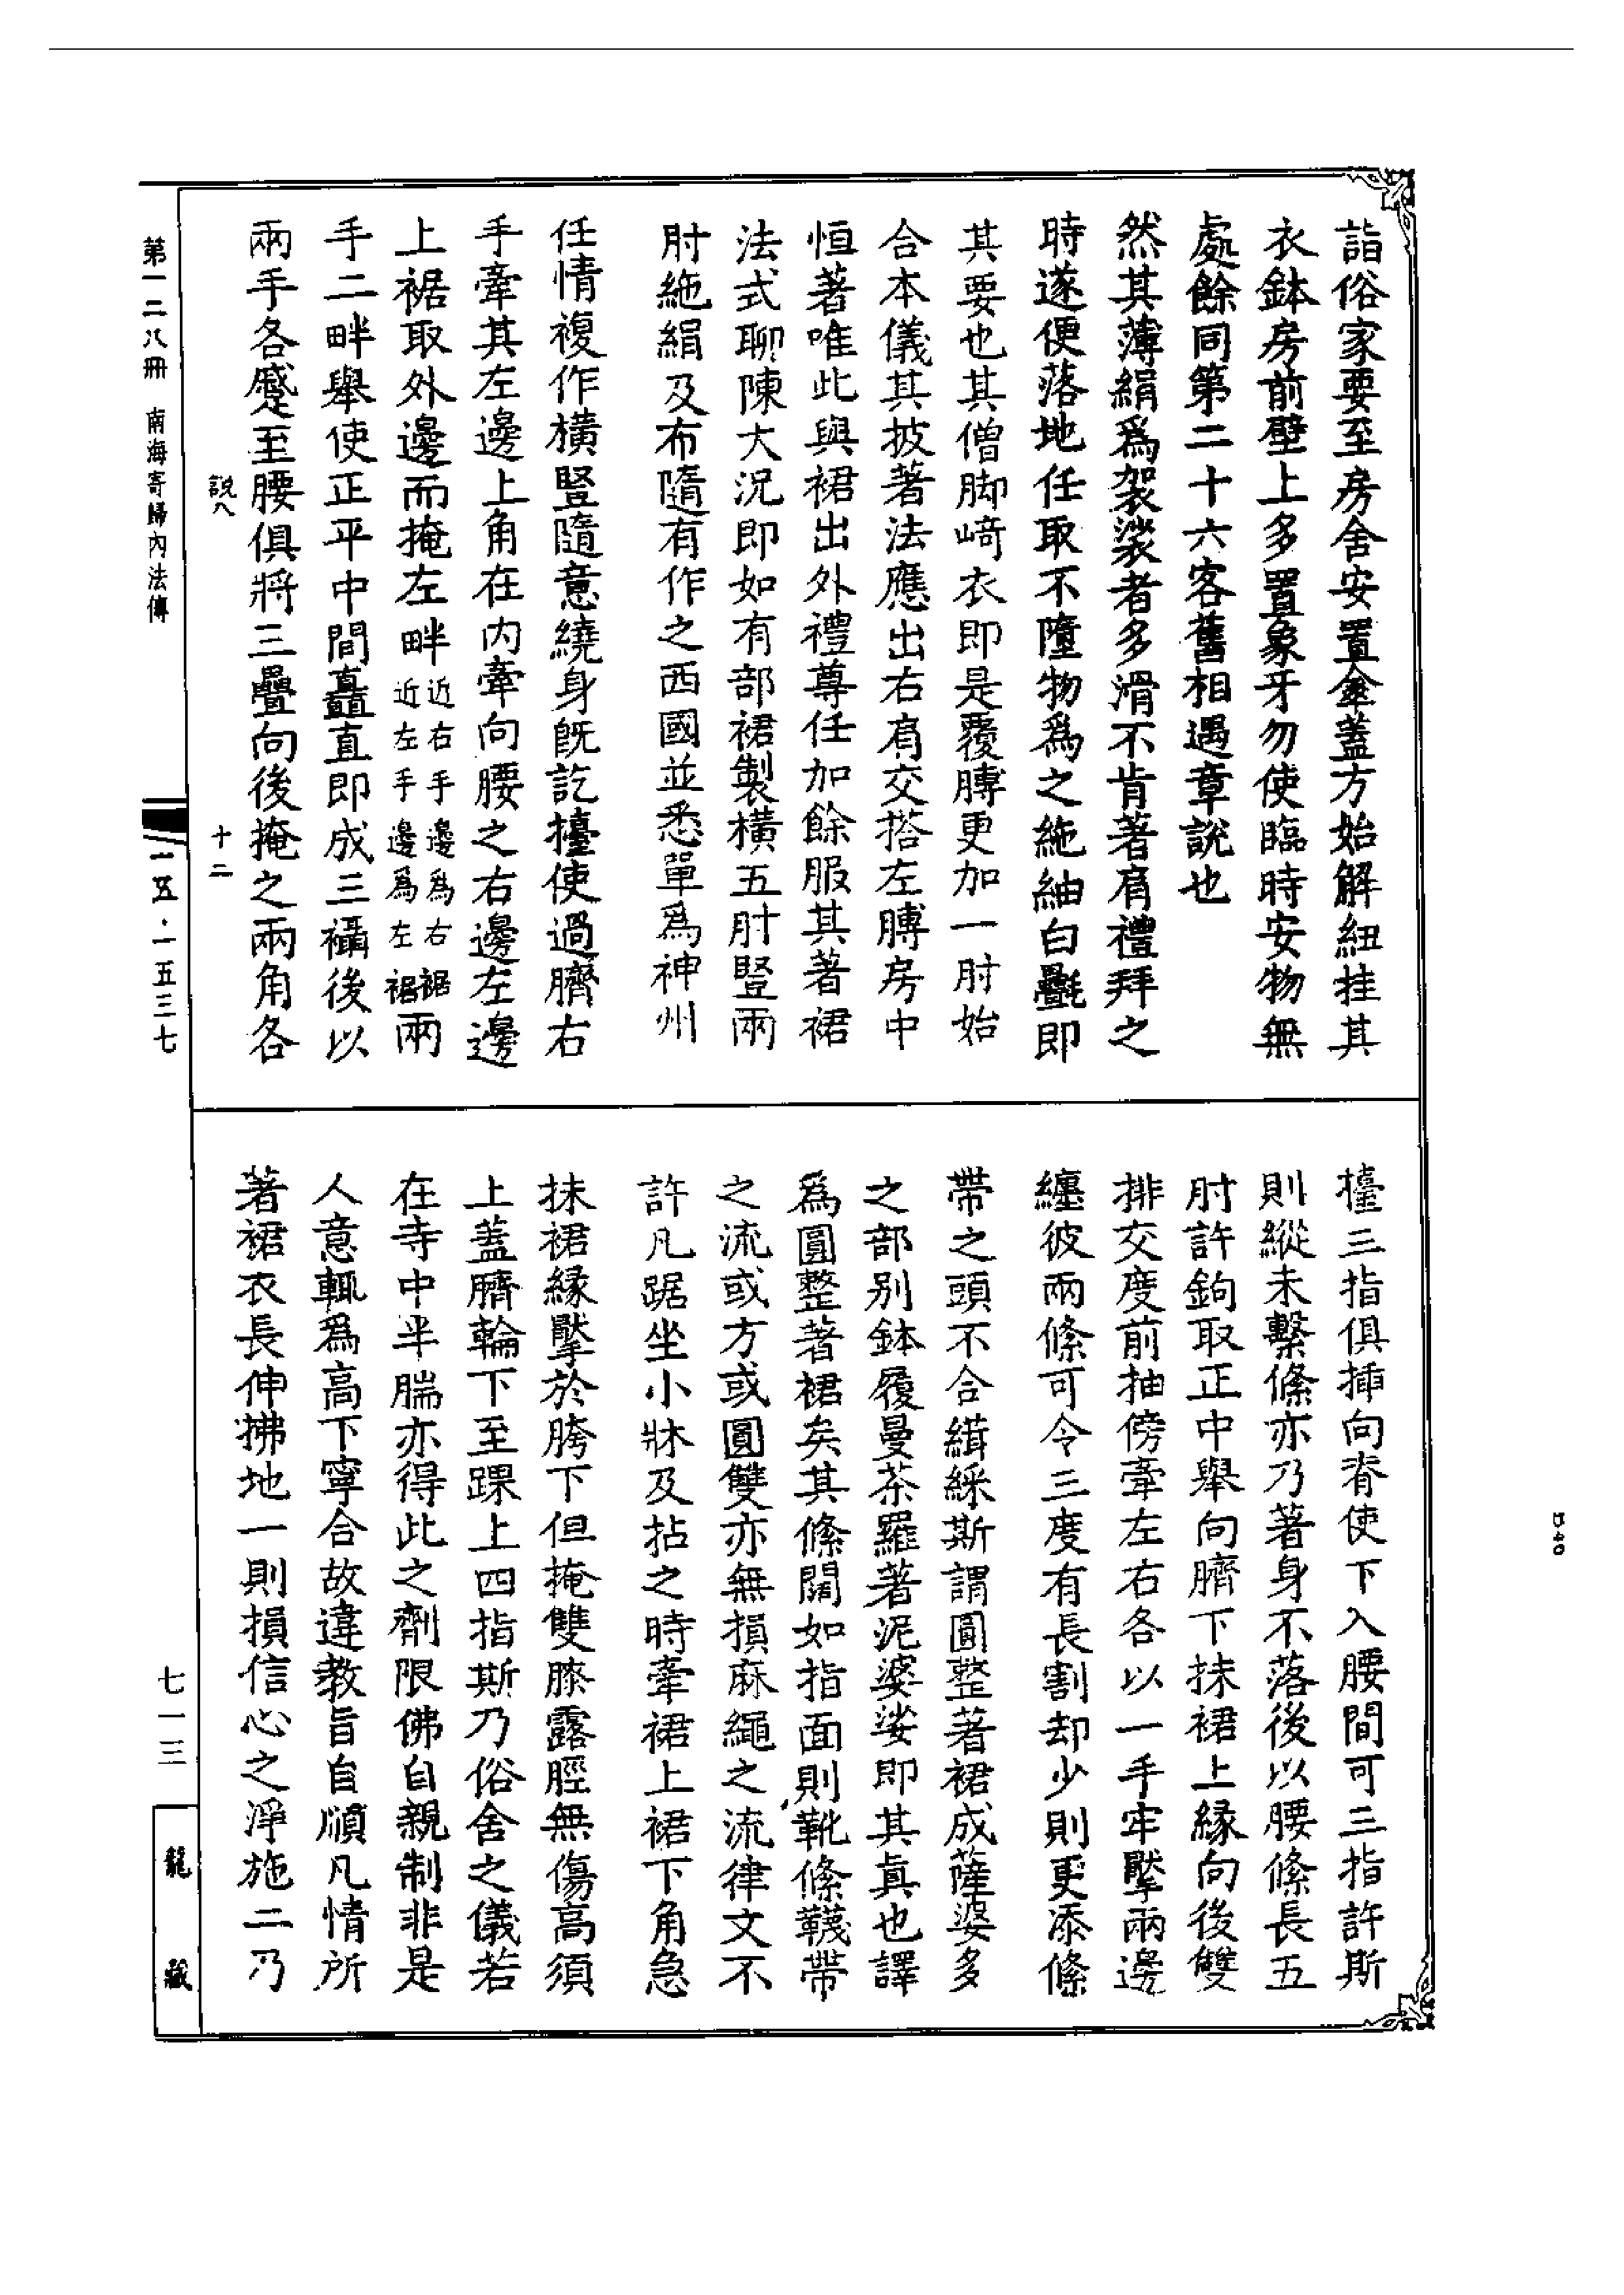 詣俗家要至房舍安置傘蓋方始解紐挂其
衣鉢房前壁上多置象牙勿使臨時安物無
處餘同第二十六客舊相遇章說也
然其薄絹爲袈裟者多滑不肯著肩禮拜之
時遂便落地任取不墮物爲之絁紬白氎即
其要也其僧脚崎衣即是覆膊更加一肘始
合本儀其披著法應出右肩交搭左膊房中
恒著唯此與裙出外禮尊任加餘服其著裙
法式聊陳大況即如有部裙製橫五肘豎兩
肘絁絹及布隨有作之西國並悉單爲神州
任情複作橫豎隨意繞身既訖擡使過臍右
手牽其左邊上角在内牽向腰之右邊左邊
上裾取外邊而掩左畔近右手邊爲右裾近左手邊爲左裾兩
手二畔舉使正平中間矗直即成三襵後以
兩手各蹙至腰俱將三疊向後掩之兩角各
擡三指俱插向脊使下入腰間可三指許斯
則縱未繫絛亦乃著身不落後以腰絛長五
肘許鉤取正中舉向臍下抹裙上緣向後雙
排交度前抽傍牽左右各以一手牢擪兩邊
纏彼兩絛可令三度有長割却少則更添絛
帶之頭不合緝綵斯謂圓整著裙成薩婆多
之部别鉢履曼荼羅著泥婆娑即其真也譯
爲圓整著裙矣其絛闊如指面則靴絛韈帶
之流或方或圓雙亦無損麻繩之流律文不
許凡踞坐小牀及拈之時牽裙上裙下角急
抹裙緣擪於胯下但掩雙膝露脛無傷高須
上蓋臍輪下至踝上四指斯乃俗舍之儀若
在寺中半腨亦得此之劑限佛自親制非是
人意輒爲高下寧合故違教旨自順凡情所
著裙衣長伸拂地一則損信心之淨施二乃
說八
十二
第一二八冊 南海寄歸內法傳
一五·一五三七
七一三
龍藏